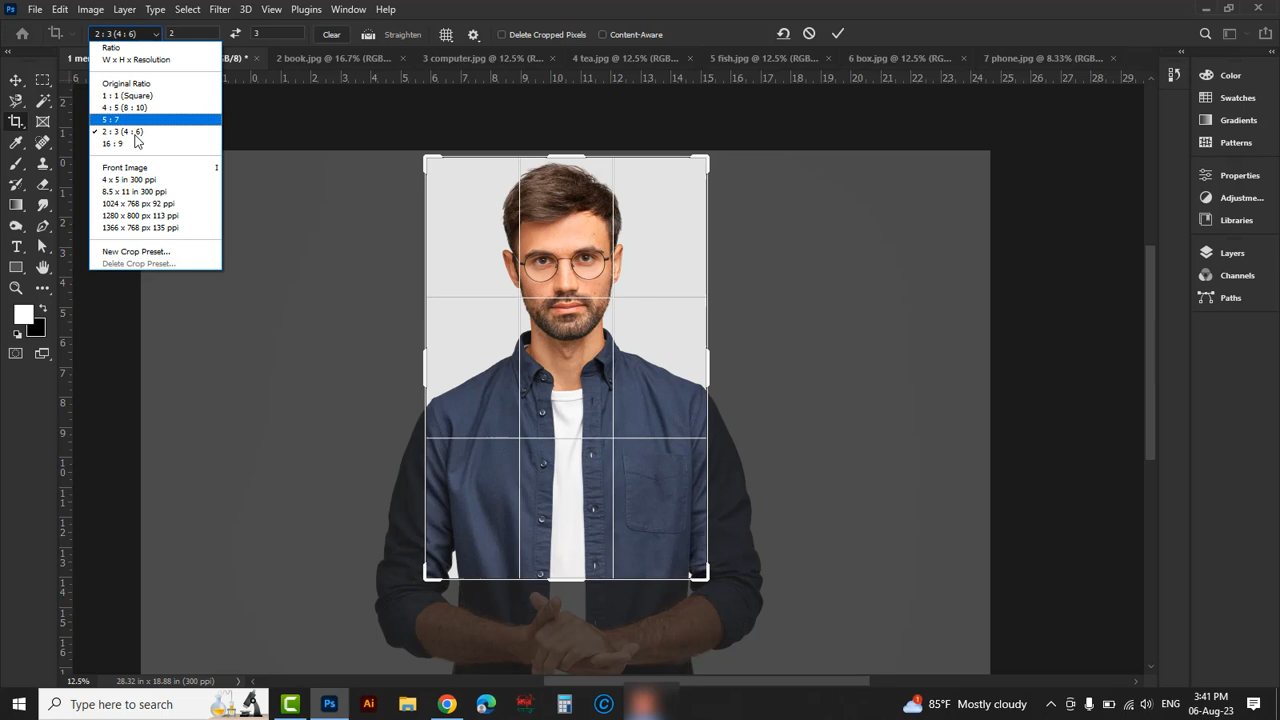 Ps File Edit Image Layer Type Select Filter 3D View Plugins Window Help
2 : 3 (4 : 6) 2 3 Clear Straighten Delete Cropped Pixels Content-Aware
GB/8) * 2 book.jpg @ 16.7% (RGB... 3 computer.jpg @ 12.5% (RG... 4 tea.jpg @ 12.5% (RGB... 5 fish.jpg @ 12.5% (RGB... 6 box.jpg @ 12.5% (RGB... 7 phone.jpg @ 8.33% (RGB...
Ratio
W x H x Resolution
Original Ratio
1 : 1 (Square)
4 : 5 (8 : 10)
5 : 7
2 : 3 (4 : 6)
16 : 9
Front Image I
4 x 5 in 300 ppi
8.5 x 11 in 300 ppi
1024 x 768 px 92 ppi
1280 x 800 px 113 ppi
1366 x 768 px 135 ppi
New Crop Preset...
Delete Crop Preset...
Color
Swatches
Gradients
Patterns
Properties
Adjustme...
Libraries
Layers
Channels
Paths
12.5% 28.32 in x 18.88 in (300 ppi)
Type here to search Ps Ai 1 85°F Mostly cloudy ENG 3:41 PM
06-Aug-23